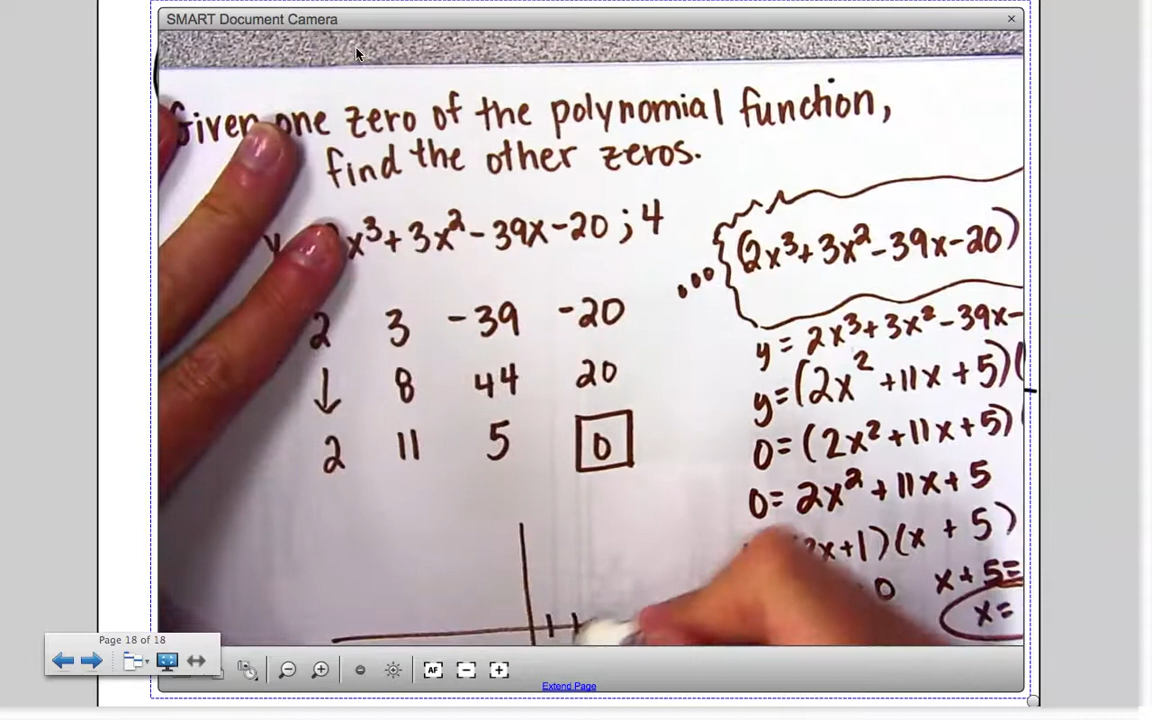 SMART Document Camera
Given one zero of the polynomial function,
find the other zeros.
x³+3x²-39x-20 ; 4
2 3 -39 -20
↓ 8 44 20
2 11 5 0
(2x³+3x²-39x-20)
y = 2x³+3x²-39x-
y=(2x²+11x+5)(
0=(2x²+11x+5)(
0=2x²+11x+5
x+1)(x+5)
0 x+5=
x=
Page 18 of 18
AF
Extend Page